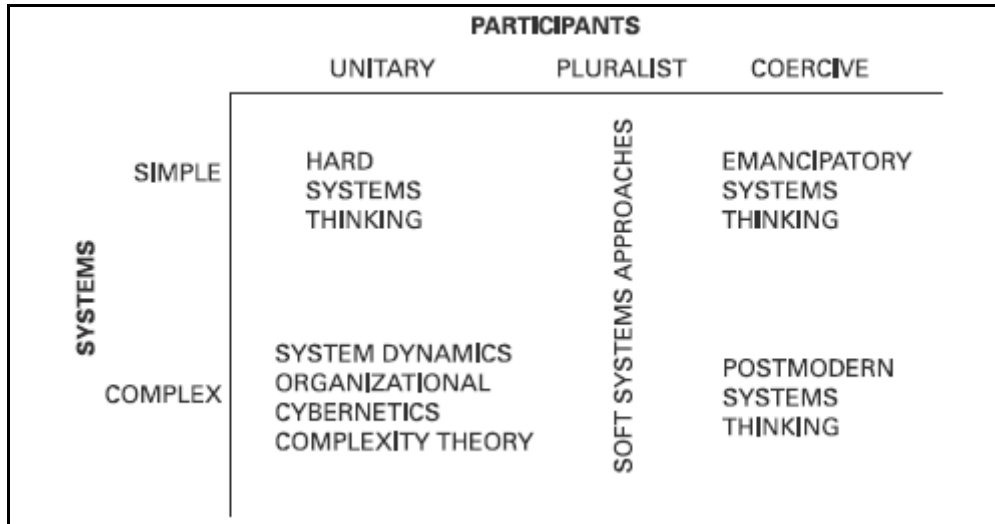 PARTICIPANTS
UNITARY PLURALIST COERCIVE
SYSTEMS
SIMPLE
HARD
SYSTEMS
THINKING
SOFT SYSTEMS APPROACHES
EMANCIPATORY
SYSTEMS
THINKING
COMPLEX
SYSTEM DYNAMICS
ORGANIZATIONAL
CYBERNETICS
COMPLEXITY THEORY
POSTMODERN
SYSTEMS
THINKING